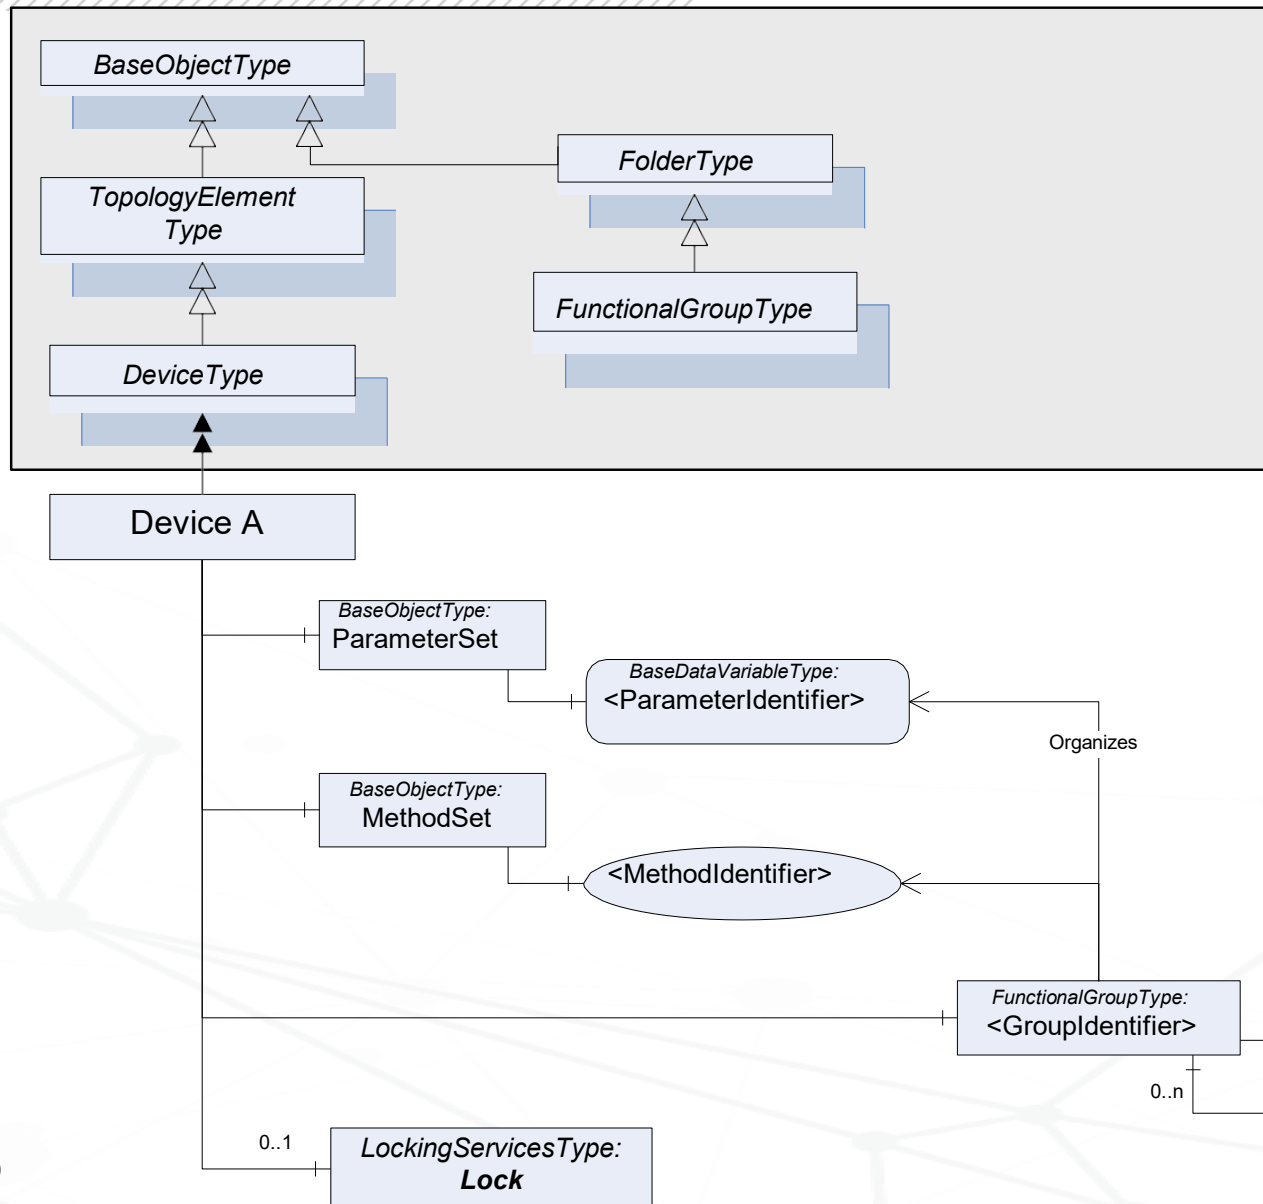 BaseObjectType
FolderType
TopologyElement
Type
FunctionalGroupType
DeviceType
Device A
BaseObjectType:
ParameterSet
BaseDataVariableType:
<ParameterIdentifier>
Organizes
BaseObjectType:
MethodSet
<MethodIdentifier>
FunctionalGroupType:
<GroupIdentifier>
0..n
0..1
LockingServicesType:
Lock